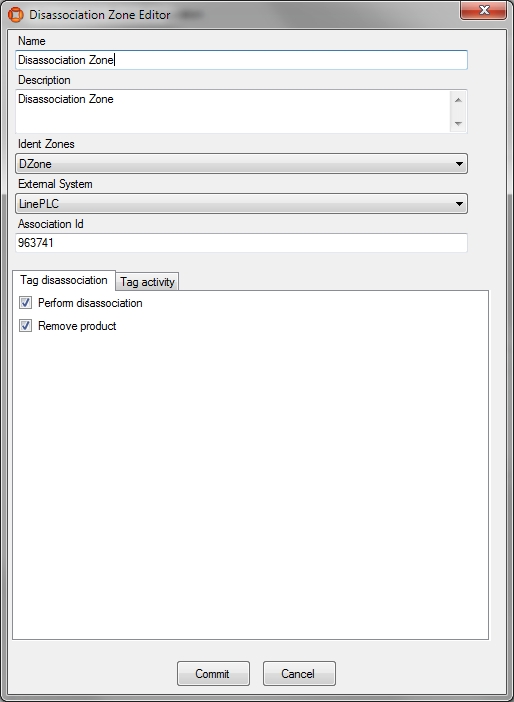 Disassociation Zone Editor
Name
Disassociation Zone
Description
Disassociation Zone
Ident Zones
DZone
External System
LinePLC
Association Id
963741
Tag disassociation Tag activity
Perform disassociation
Remove product
Commit Cancel